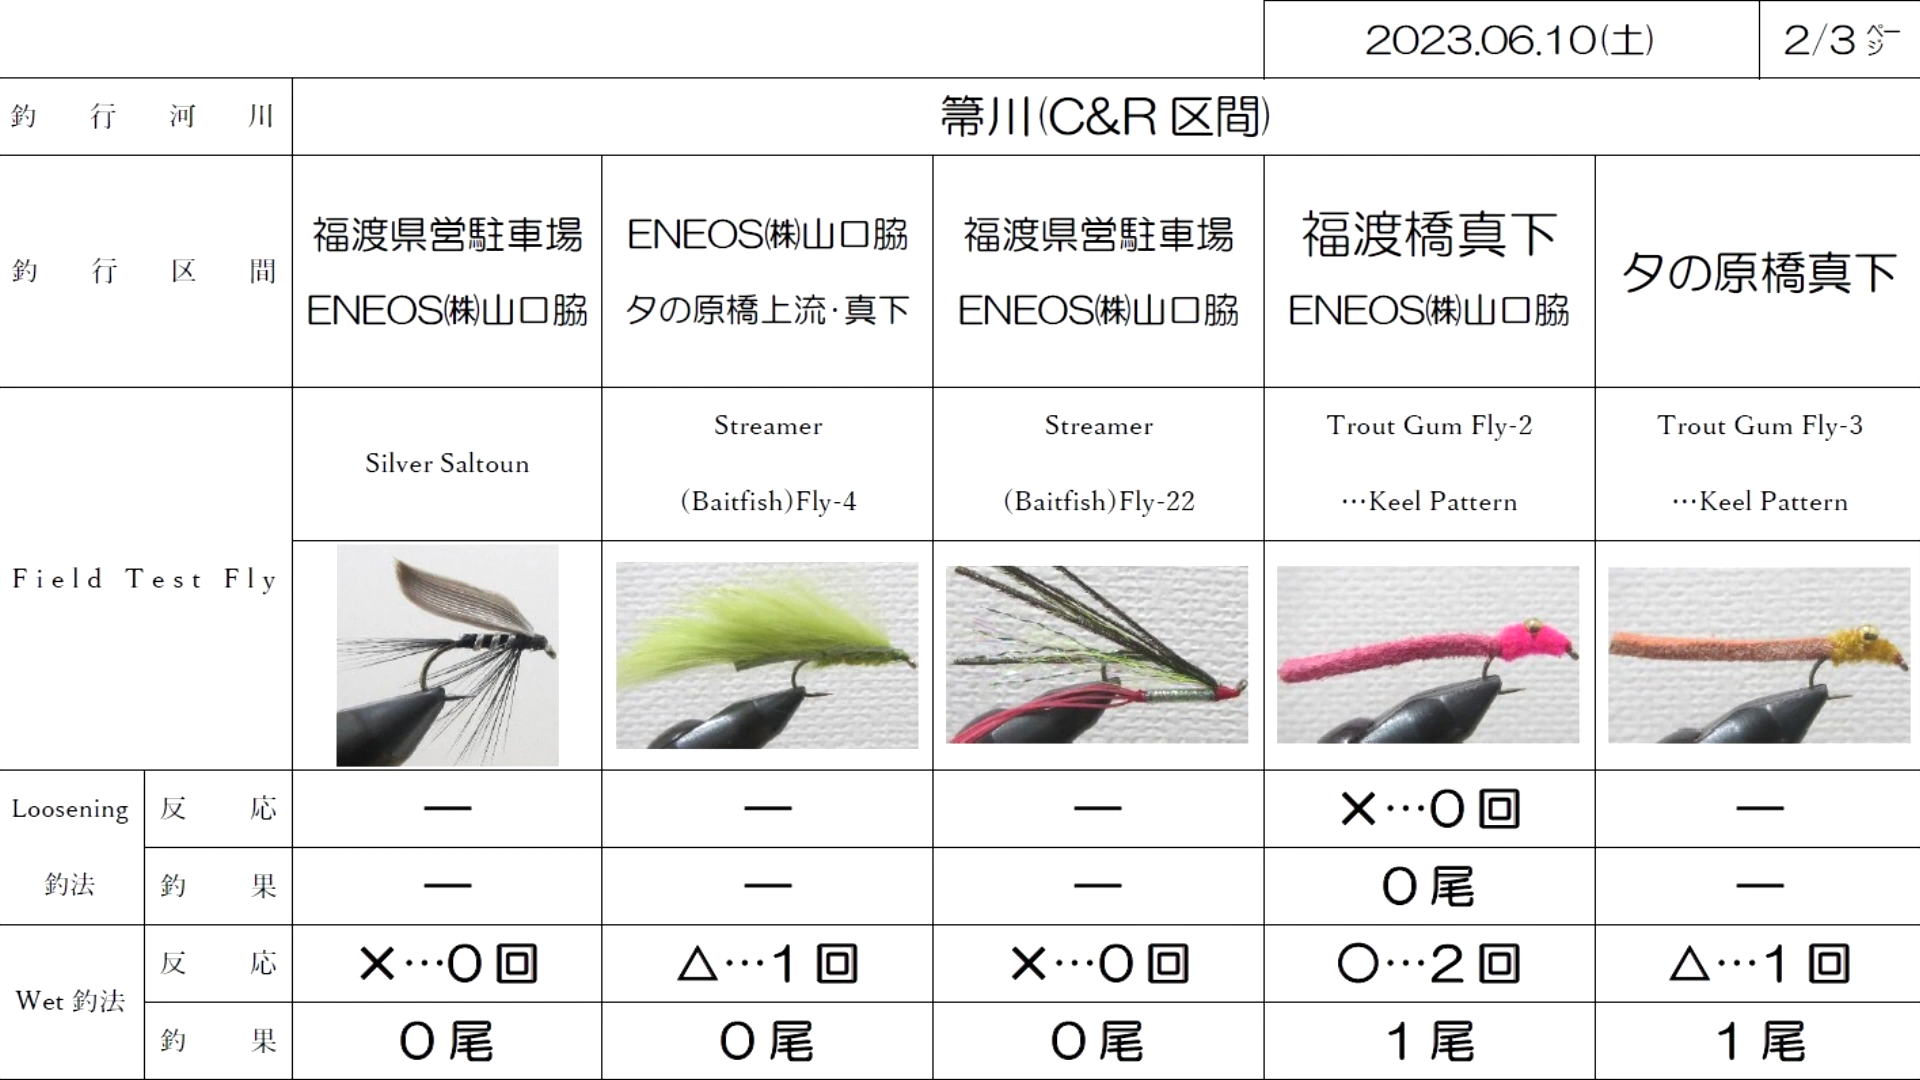 2023.06.10(土)
2/3 ページ
釣行河川
箒川(C&R 区間)
釣行区間
福渡県営駐車場
ENEOS㈱山口脇
ENEOS㈱山口脇
夕の原橋上流・真下
福渡県営駐車場
ENEOS㈱山口脇
福渡橋真下
ENEOS㈱山口脇
夕の原橋真下
Field Test Fly
Silver Saltoun
Streamer
(Baitfish)Fly-4
Streamer
(Baitfish)Fly-22
Trout Gum Fly-2
…Keel Pattern
Trout Gum Fly-3
…Keel Pattern
Loosening
釣法
反応
―
―
―
×…0 回
―
釣果
―
―
―
0 尾
―
Wet 釣法
反応
×…0 回
△…1 回
×…0 回
○…2 回
△…1 回
釣果
0 尾
0 尾
0 尾
1 尾
1 尾